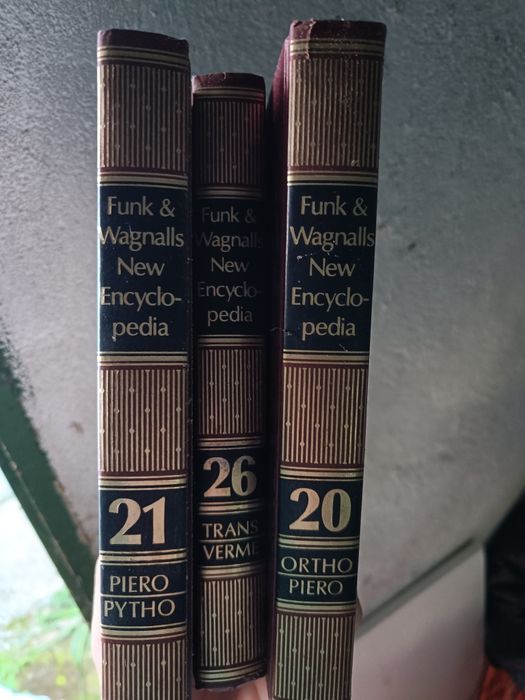 Funk &
Wagnalls
New
Encyclo-
pedia
21
PIERO
PYTHO
Funk &
Wagnalls
New
Encyclo-
pedia
26
TRANS
VERME
Funk &
Wagnalls
New
Encyclo-
pedia
20
ORTHO
PIERO